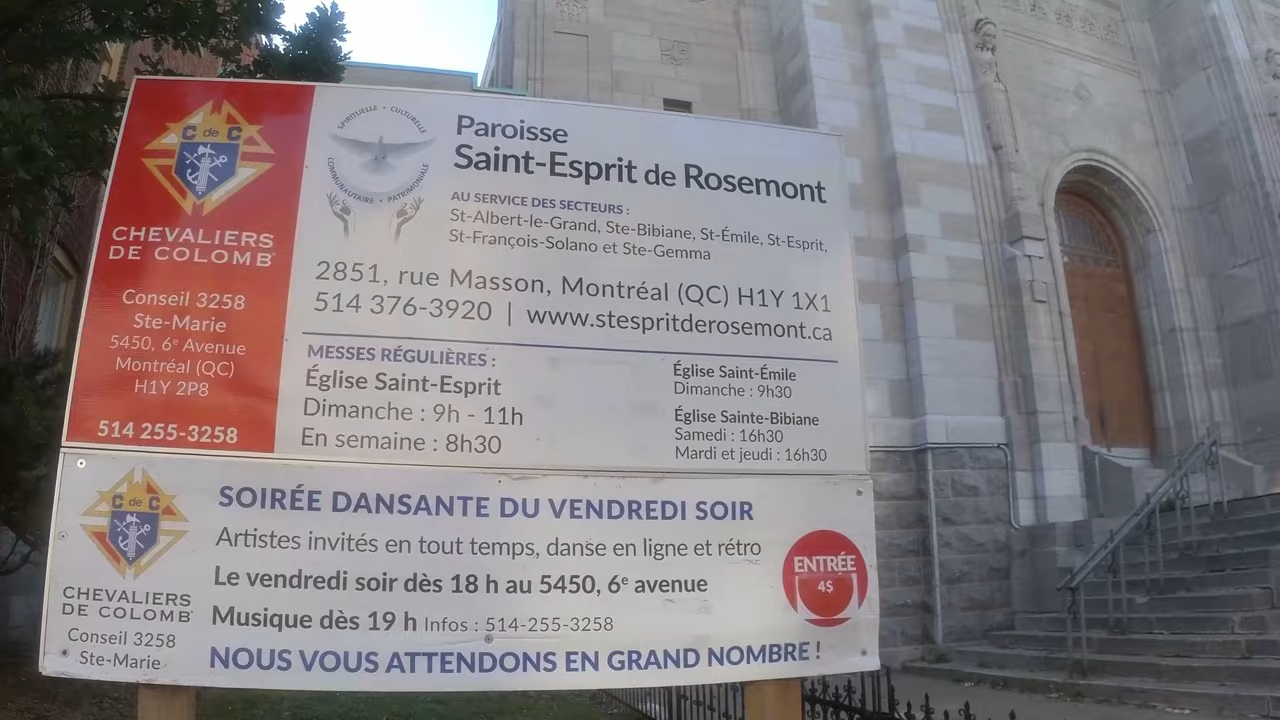 C de C
CHEVALIERS
DE COLOMB
Conseil 3258
Ste-Marie
5450, 6e Avenue
Montréal (QC)
H1Y 2P8
514 255-3258
SPIRITUELLE • CULTURELLE
COMMUNAUTAIRE • PATRIMONIALE
Paroisse
Saint-Esprit de Rosemont
AU SERVICE DES SECTEURS :
St-Albert-le-Grand, Ste-Bibiane, St-Émile, St-Esprit,
St-François-Solano et Ste-Gemma
2851, rue Masson, Montréal (QC) H1Y 1X1
514 376-3920 | www.stespritderosemont.ca
MESSES RÉGULIÈRES :
Église Saint-Esprit
Dimanche : 9h - 11h
En semaine : 8h30
Église Saint-Émile
Dimanche : 9h30
Église Sainte-Bibiane
Samedi : 16h30
Mardi et jeudi : 16h30
C de C
CHEVALIERS
DE COLOMB
Conseil 3258
Ste-Marie
SOIRÉE DANSANTE DU VENDREDI SOIR
Artistes invités en tout temps, danse en ligne et rétro
Le vendredi soir dès 18 h au 5450, 6e avenue
Musique dès 19 h Infos : 514-255-3258
NOUS VOUS ATTENDONS EN GRAND NOMBRE !
ENTRÉE
4$